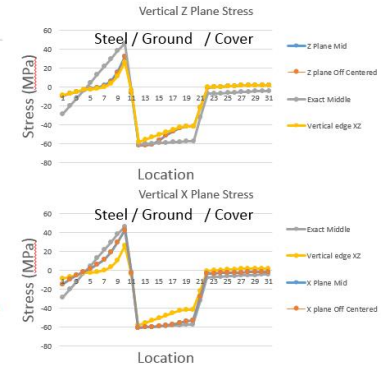 Vertical Z Plane Stress
Steel / Ground / Cover
Stress (MPa)
60
40
20
0
-20
-40
-60
-80
1 3 5 7 9 11 13 15 17 19 21 23 25 27 29 31
Location
Z Plane Mid
Z plane Off Centered
Exact Middle
Vertical edge XZ
Vertical X Plane Stress
Steel / Ground / Cover
Stress (MPa)
60
40
20
0
-20
-40
-60
-80
1 3 5 7 9 11 13 15 17 19 21 23 25 27 29 31
Location
Exact Middle
Vertical edge XZ
X Plane Mid
X plane Off Centered